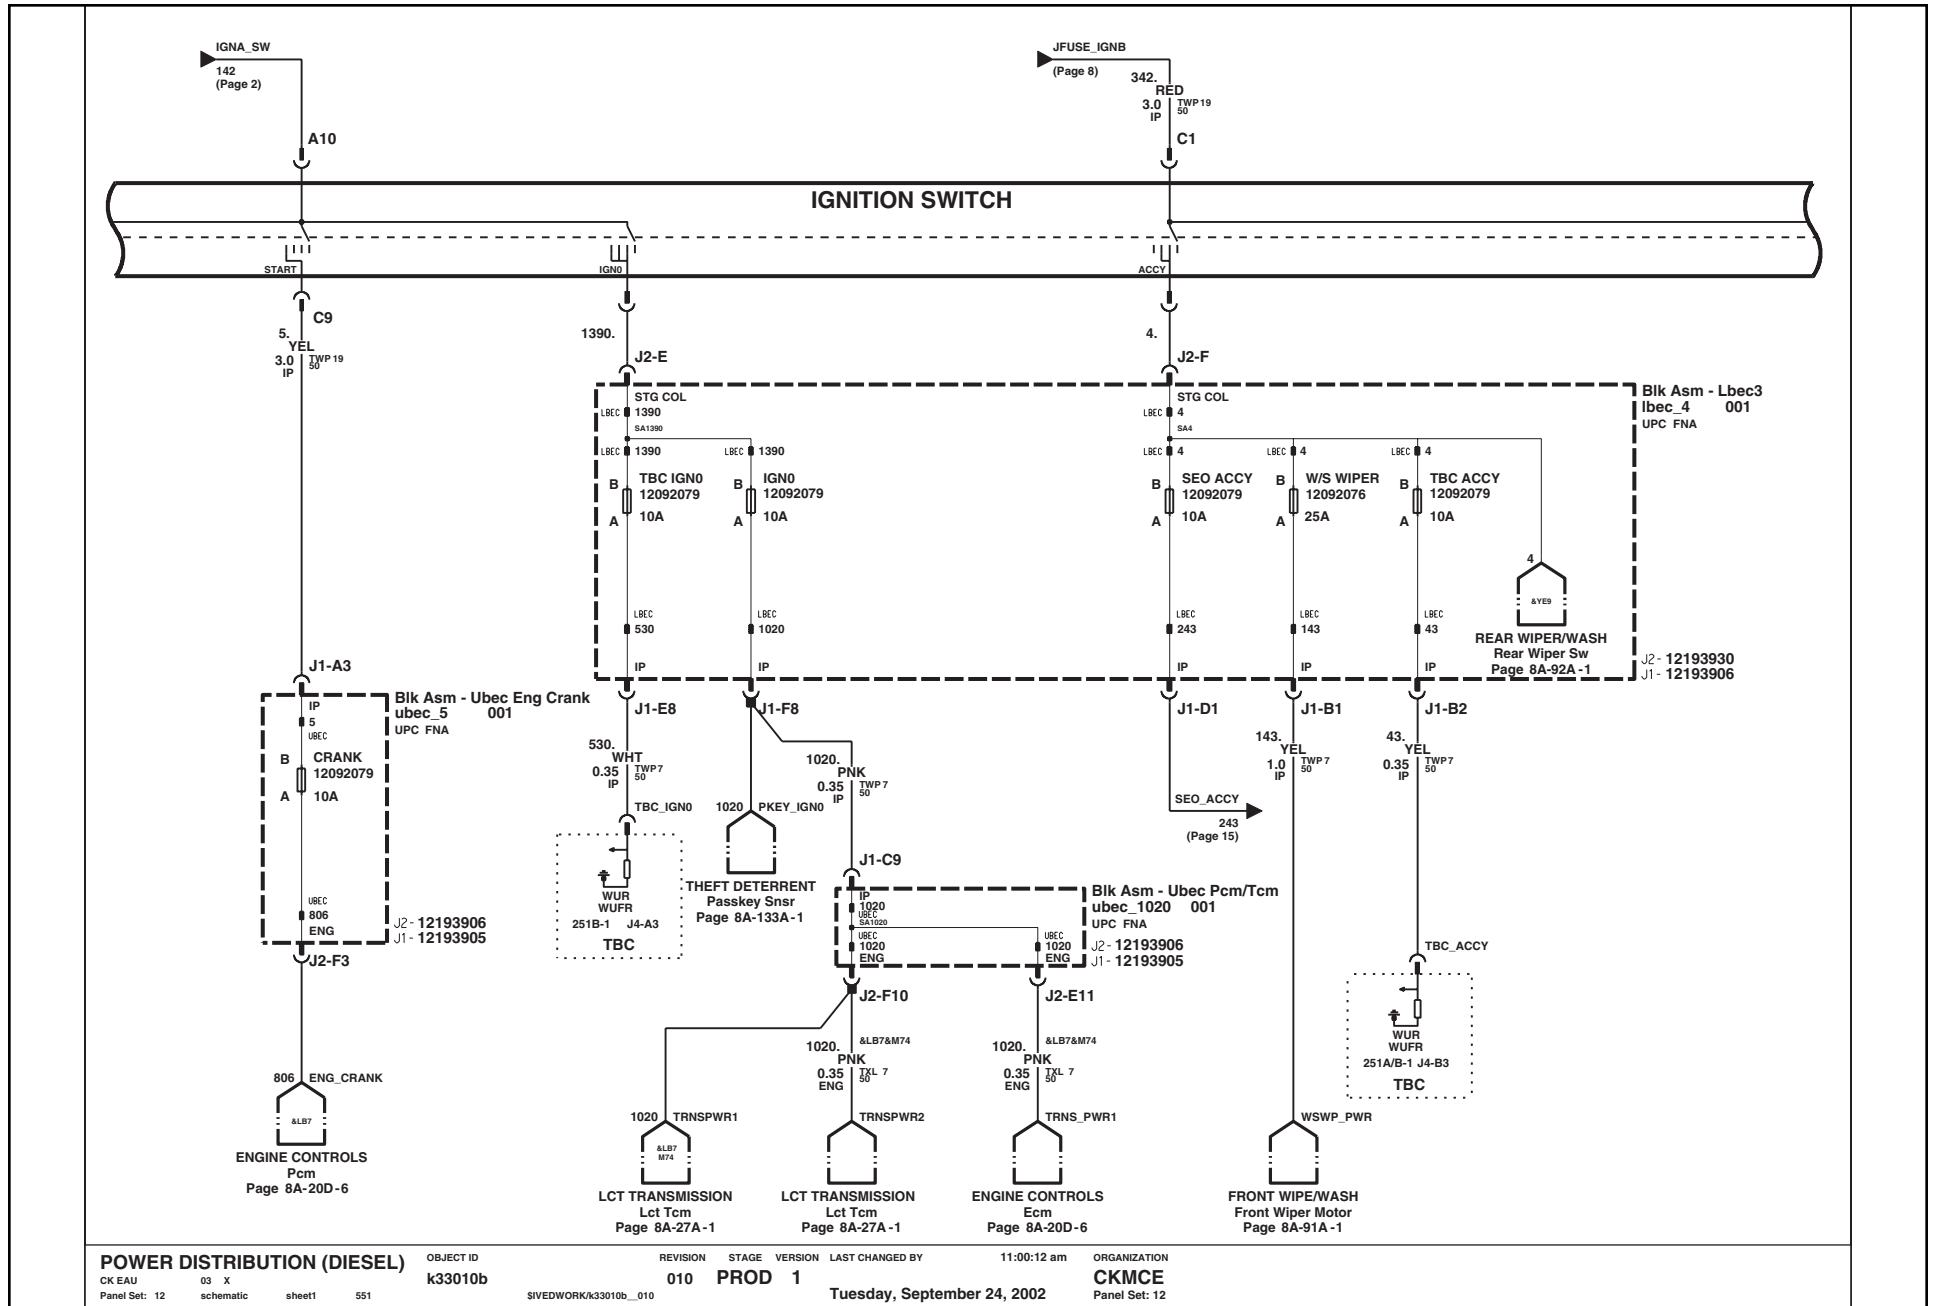 IGNA_SW
142
(Page 2)
JFUSE_IGNB
(Page 8)
342.
RED
3.0
IP
TWP 19
50
A10
C1
IGNITION SWITCH
START
IGN0
ACCY
C9
5.
YEL
3.0
IP
TWP 19
50
1390.
J2-E
4.
J2-F
STG COL
LBEC 1390
SA1390
LBEC 1390
LBEC 1390
B
A
TBC IGN0
12092079
10A
B
A
IGN0
12092079
10A
LBEC
530
IP
LBEC
1020
IP
STG COL
LBEC 4
SA4
LBEC 4
LBEC 4
LBEC 4
B
A
SEO ACCY
12092079
10A
B
A
W/S WIPER
12092076
25A
B
A
TBC ACCY
12092079
10A
LBEC
243
IP
LBEC
143
IP
LBEC
43
IP
4
&YE9
REAR WIPER/WASH
Rear Wiper Sw
Page 8A-92A-1
Blk Asm - Lbec3
lbec_4 001
UPC FNA
J2- 12193930
J1- 12193906
J1-A3
IP
5
UBEC
B
A
CRANK
12092079
10A
UBEC
806
ENG
Blk Asm - Ubec Eng Crank
ubec_5 001
UPC FNA
J2- 12193906
J1- 12193905
J2-F3
806 ENG_CRANK
&LB7
ENGINE CONTROLS
Pcm
Page 8A-20D-6
J1-E8
530.
WHT
0.35
IP
TWP 7
50
TBC_IGN0
WUR
WUFR
251B-1 J4-A3
TBC
J1-F8
1020 PKEY_IGN0
THEFT DETERRENT
Passkey Snsr
Page 8A-133A-1
1020.
PNK
0.35
IP
TWP 7
50
J1-C9
IP
1020
UBEC
SA1020
UBEC
1020
ENG
UBEC
1020
ENG
Blk Asm - Ubec Pcm/Tcm
ubec_1020 001
UPC FNA
J2- 12193906
J1- 12193905
J2-F10
J2-E11
1020.
PNK
0.35
ENG
&LB7&M74
TXL 7
50
1020.
PNK
0.35
ENG
&LB7&M74
TXL 7
50
1020 TRNSPWR1
&LB7
M74
LCT TRANSMISSION
Lct Tcm
Page 8A-27A-1
TRNSPWR2
LCT TRANSMISSION
Lct Tcm
Page 8A-27A-1
TRNS_PWR1
ENGINE CONTROLS
Ecm
Page 8A-20D-6
J1-D1
SEO_ACCY
243
(Page 15)
J1-B1
143.
YEL
1.0
IP
TWP 7
50
WSWP_PWR
FRONT WIPE/WASH
Front Wiper Motor
Page 8A-91A-1
J1-B2
43.
YEL
0.35
IP
TWP 7
50
TBC_ACCY
WUR
WUFR
251A/B-1 J4-B3
TBC
POWER DISTRIBUTION (DIESEL)
CK EAU 03 X
Panel Set: 12 schematic sheet1 551
OBJECT ID
k33010b
$IVEDWORK/k33010b__010
REVISION STAGE VERSION LAST CHANGED BY 11:00:12 am
010 PROD 1
Tuesday, September 24, 2002
ORGANIZATION
CKMCE
Panel Set: 12